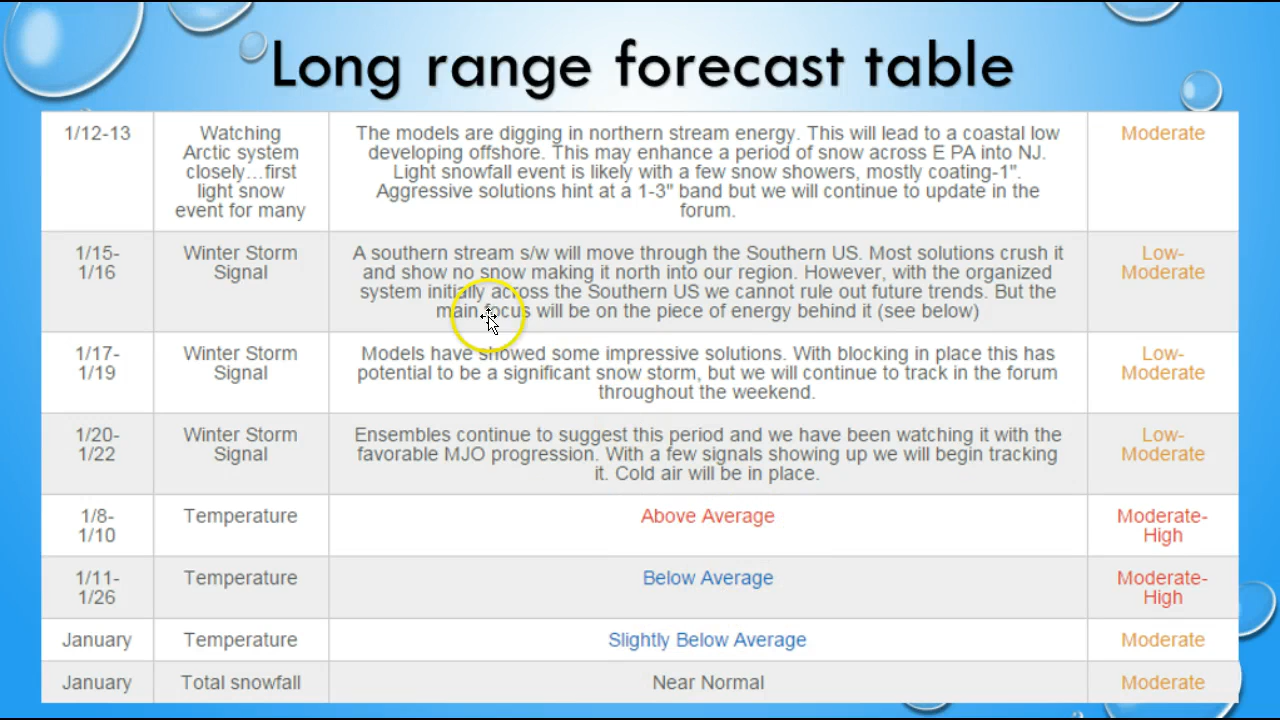 Long range forecast table
1/12-13
Watching
Arctic system
closely...first
light snow
event for many
The models are digging in northern stream energy. This will lead to a coastal low
developing offshore. This may enhance a period of snow across E PA into NJ.
Light snowfall event is likely with a few snow showers, mostly coating-1".
Aggressive solutions hint at a 1-3" band but we will continue to update in the
forum.
Moderate
1/15-
1/16
Winter Storm
Signal
A southern stream s/w will move through the Southern US. Most solutions crush it
and show no snow making it north into our region. However, with the organized
system initially across the Southern US we cannot rule out future trends. But the
main focus will be on the piece of energy behind it (see below)
Low-
Moderate
1/17-
1/19
Winter Storm
Signal
Models have showed some impressive solutions. With blocking in place this has
potential to be a significant snow storm, but we will continue to track in the forum
throughout the weekend.
Low-
Moderate
1/20-
1/22
Winter Storm
Signal
Ensembles continue to suggest this period and we have been watching it with the
favorable MJO progression. With a few signals showing up we will begin tracking
it. Cold air will be in place.
Low-
Moderate
1/8-
1/10
Temperature
Above Average
Moderate-
High
1/11-
1/26
Temperature
Below Average
Moderate-
High
January
Temperature
Slightly Below Average
Moderate
January
Total snowfall
Near Normal
Moderate